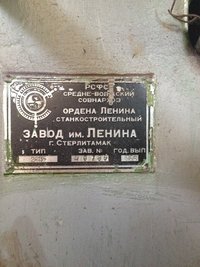 РСФСР
СРЕДНЕ-ВОЛЖСКИЙ
СОВНАРХОЗ
ОРДЕНА ЛЕНИНА
СТАНКОСТРОИТЕЛЬНЫЙ
ЗАВОД ИМ. ЛЕНИНА
Г. СТЕРЛИТАМАК
ТИП ЗАВ. № ГОД ВЫП